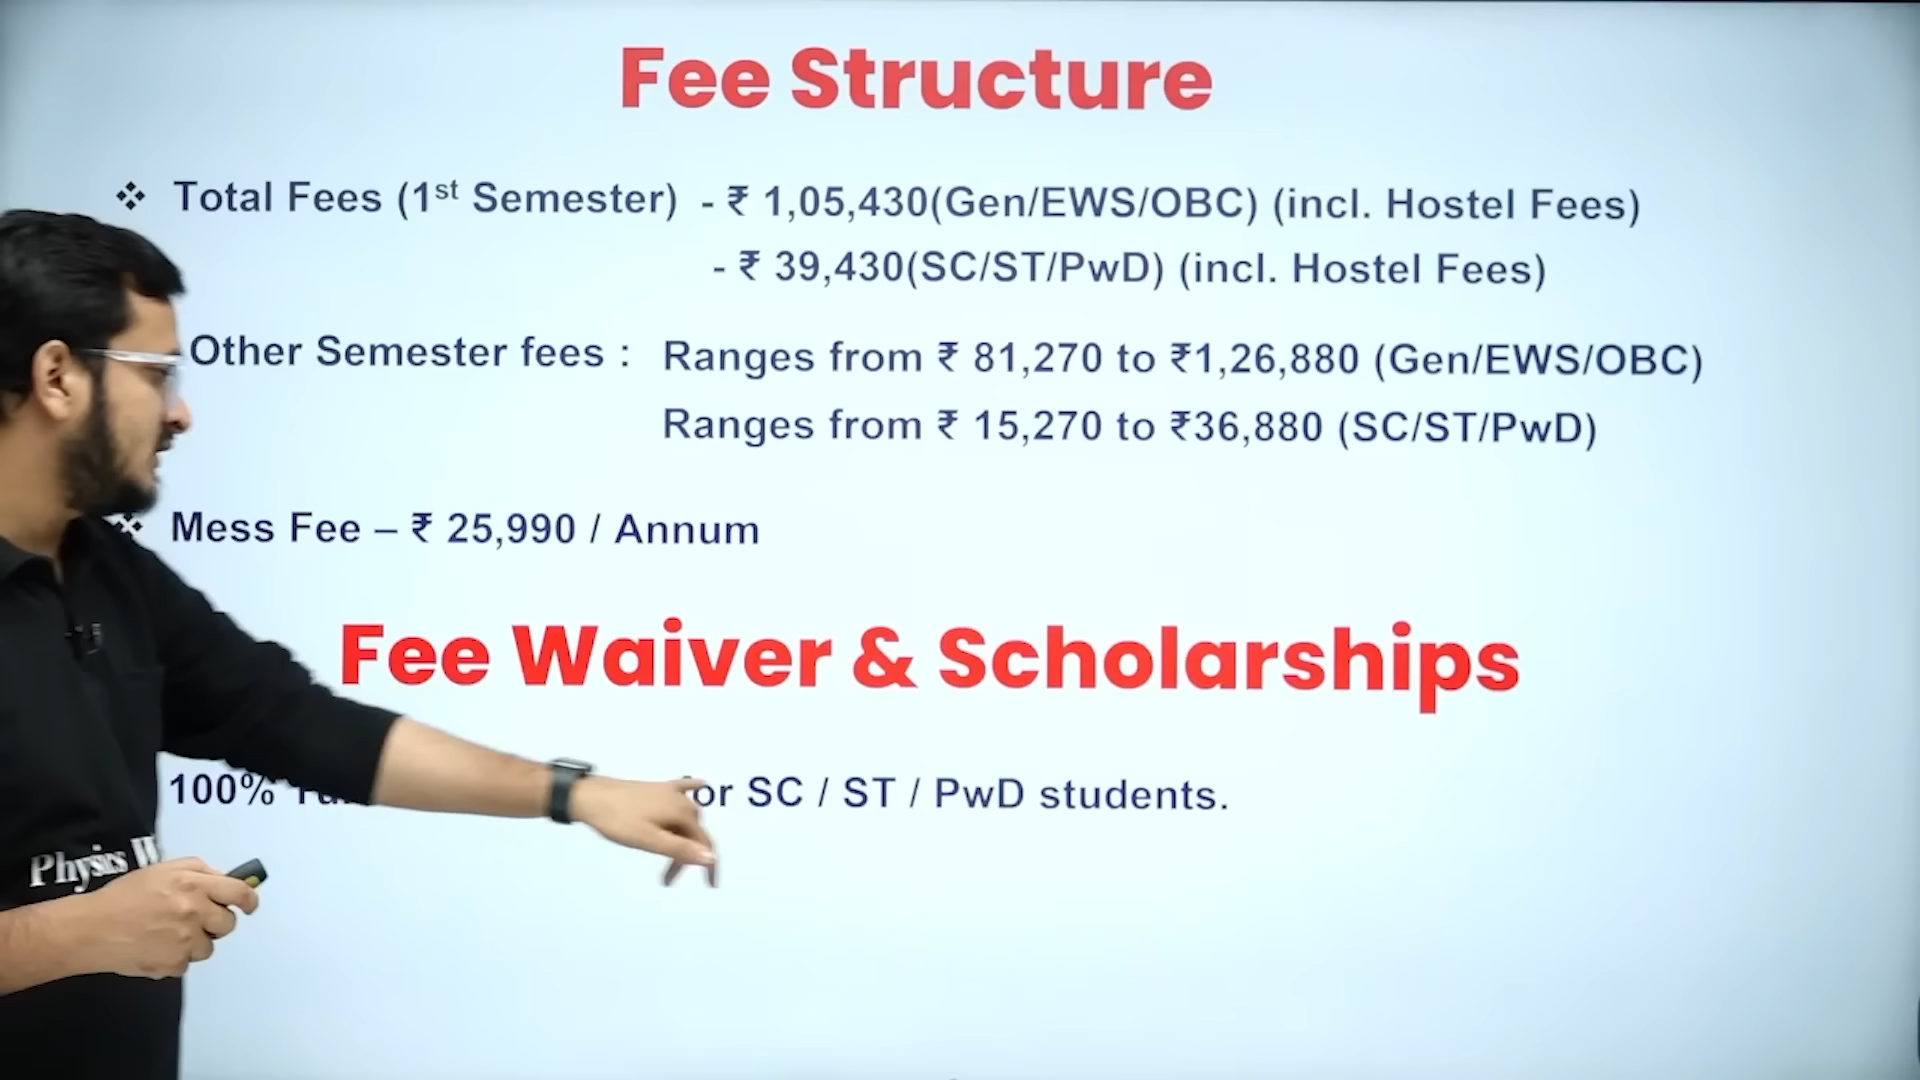 Fee Structure
❖ Total Fees (1st Semester) - ₹ 1,05,430(Gen/EWS/OBC) (incl. Hostel Fees)
- ₹ 39,430(SC/ST/PwD) (incl. Hostel Fees)
Other Semester fees : Ranges from ₹ 81,270 to ₹1,26,880 (Gen/EWS/OBC)
Ranges from ₹ 15,270 to ₹36,880 (SC/ST/PwD)
❖ Mess Fee – ₹ 25,990 / Annum
Fee Waiver & Scholarships
100% SC / ST / PwD students.
Physics